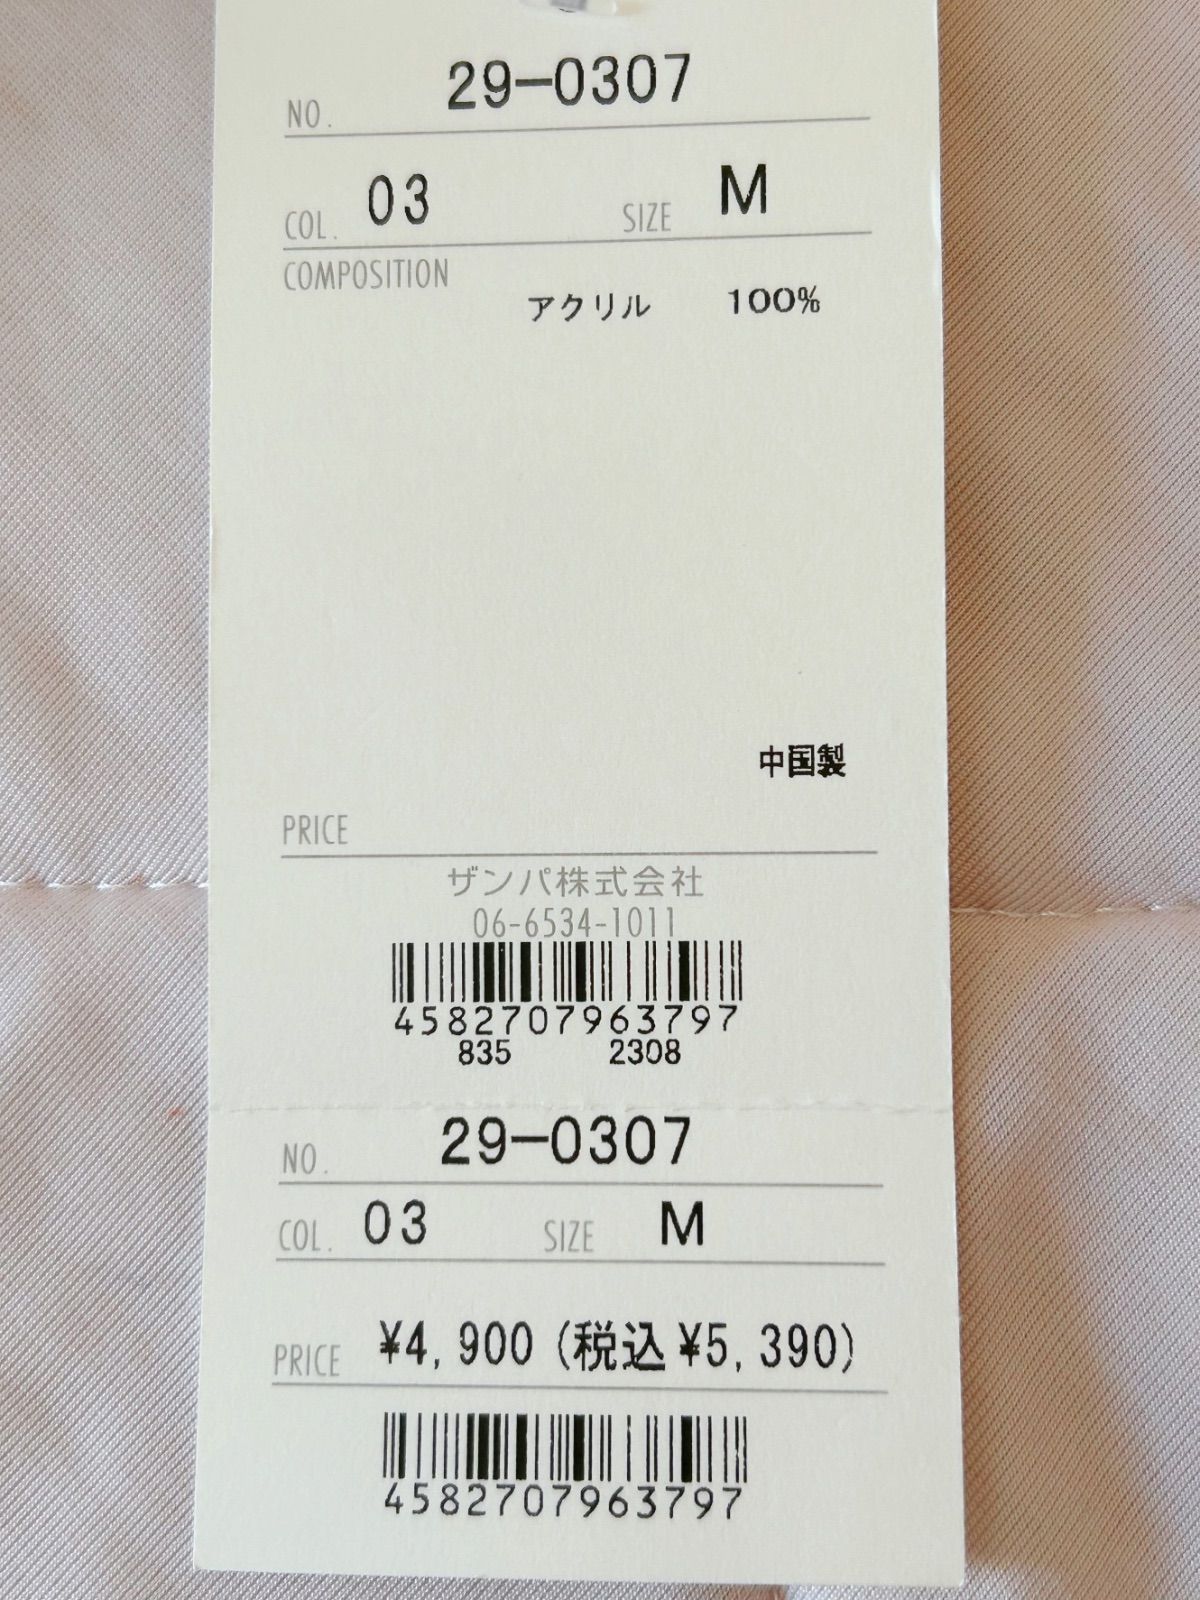 NO. 29-0307
COL. 03 SIZE M
COMPOSITION
アクリル 100%
中国製
PRICE
ザンパ株式会社
06-6534-1011
4582707963797
835 2308
NO. 29-0307
COL. 03 SIZE M
PRICE ¥4,900(税込¥5,390)
4582707963797